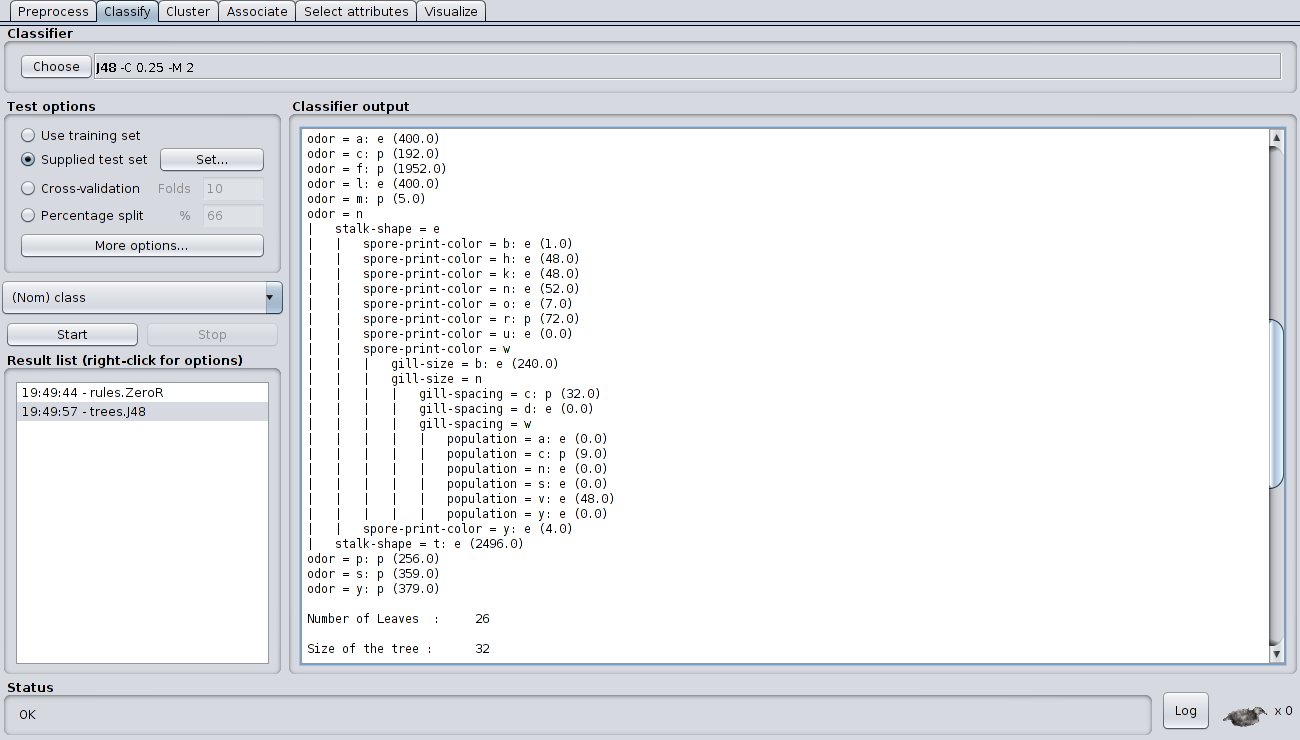 Preprocess Classify Cluster Associate Select attributes Visualize
Classifier
Choose J48 -C 0.25 -M 2
Test options
Use training set
Supplied test set Set...
Cross-validation Folds 10
Percentage split % 66
More options...
(Nom) class
Start Stop
Result list (right-click for options)
19:49:44 - rules.ZeroR
19:49:57 - trees.J48
Classifier output
odor = a: e (400.0)
odor = c: p (192.0)
odor = f: p (1952.0)
odor = l: e (400.0)
odor = m: p (5.0)
odor = n
|   stalk-shape = e
|   |   spore-print-color = b: e (1.0)
|   |   spore-print-color = h: e (48.0)
|   |   spore-print-color = k: e (48.0)
|   |   spore-print-color = n: e (52.0)
|   |   spore-print-color = o: e (7.0)
|   |   spore-print-color = r: p (72.0)
|   |   spore-print-color = u: e (0.0)
|   |   spore-print-color = w
|   |   |   gill-size = b: e (240.0)
|   |   |   gill-size = n
|   |   |   |   gill-spacing = c: p (32.0)
|   |   |   |   gill-spacing = d: e (0.0)
|   |   |   |   gill-spacing = w
|   |   |   |   |   population = a: e (0.0)
|   |   |   |   |   population = c: p (9.0)
|   |   |   |   |   population = n: e (0.0)
|   |   |   |   |   population = s: e (0.0)
|   |   |   |   |   population = v: e (48.0)
|   |   |   |   |   population = y: e (0.0)
|   |   spore-print-color = y: e (4.0)
|   stalk-shape = t: e (2496.0)
odor = p: p (256.0)
odor = s: p (359.0)
odor = y: p (379.0)
Number of Leaves  :     26
Size of the tree :      32
Status
OK
Log
x 0